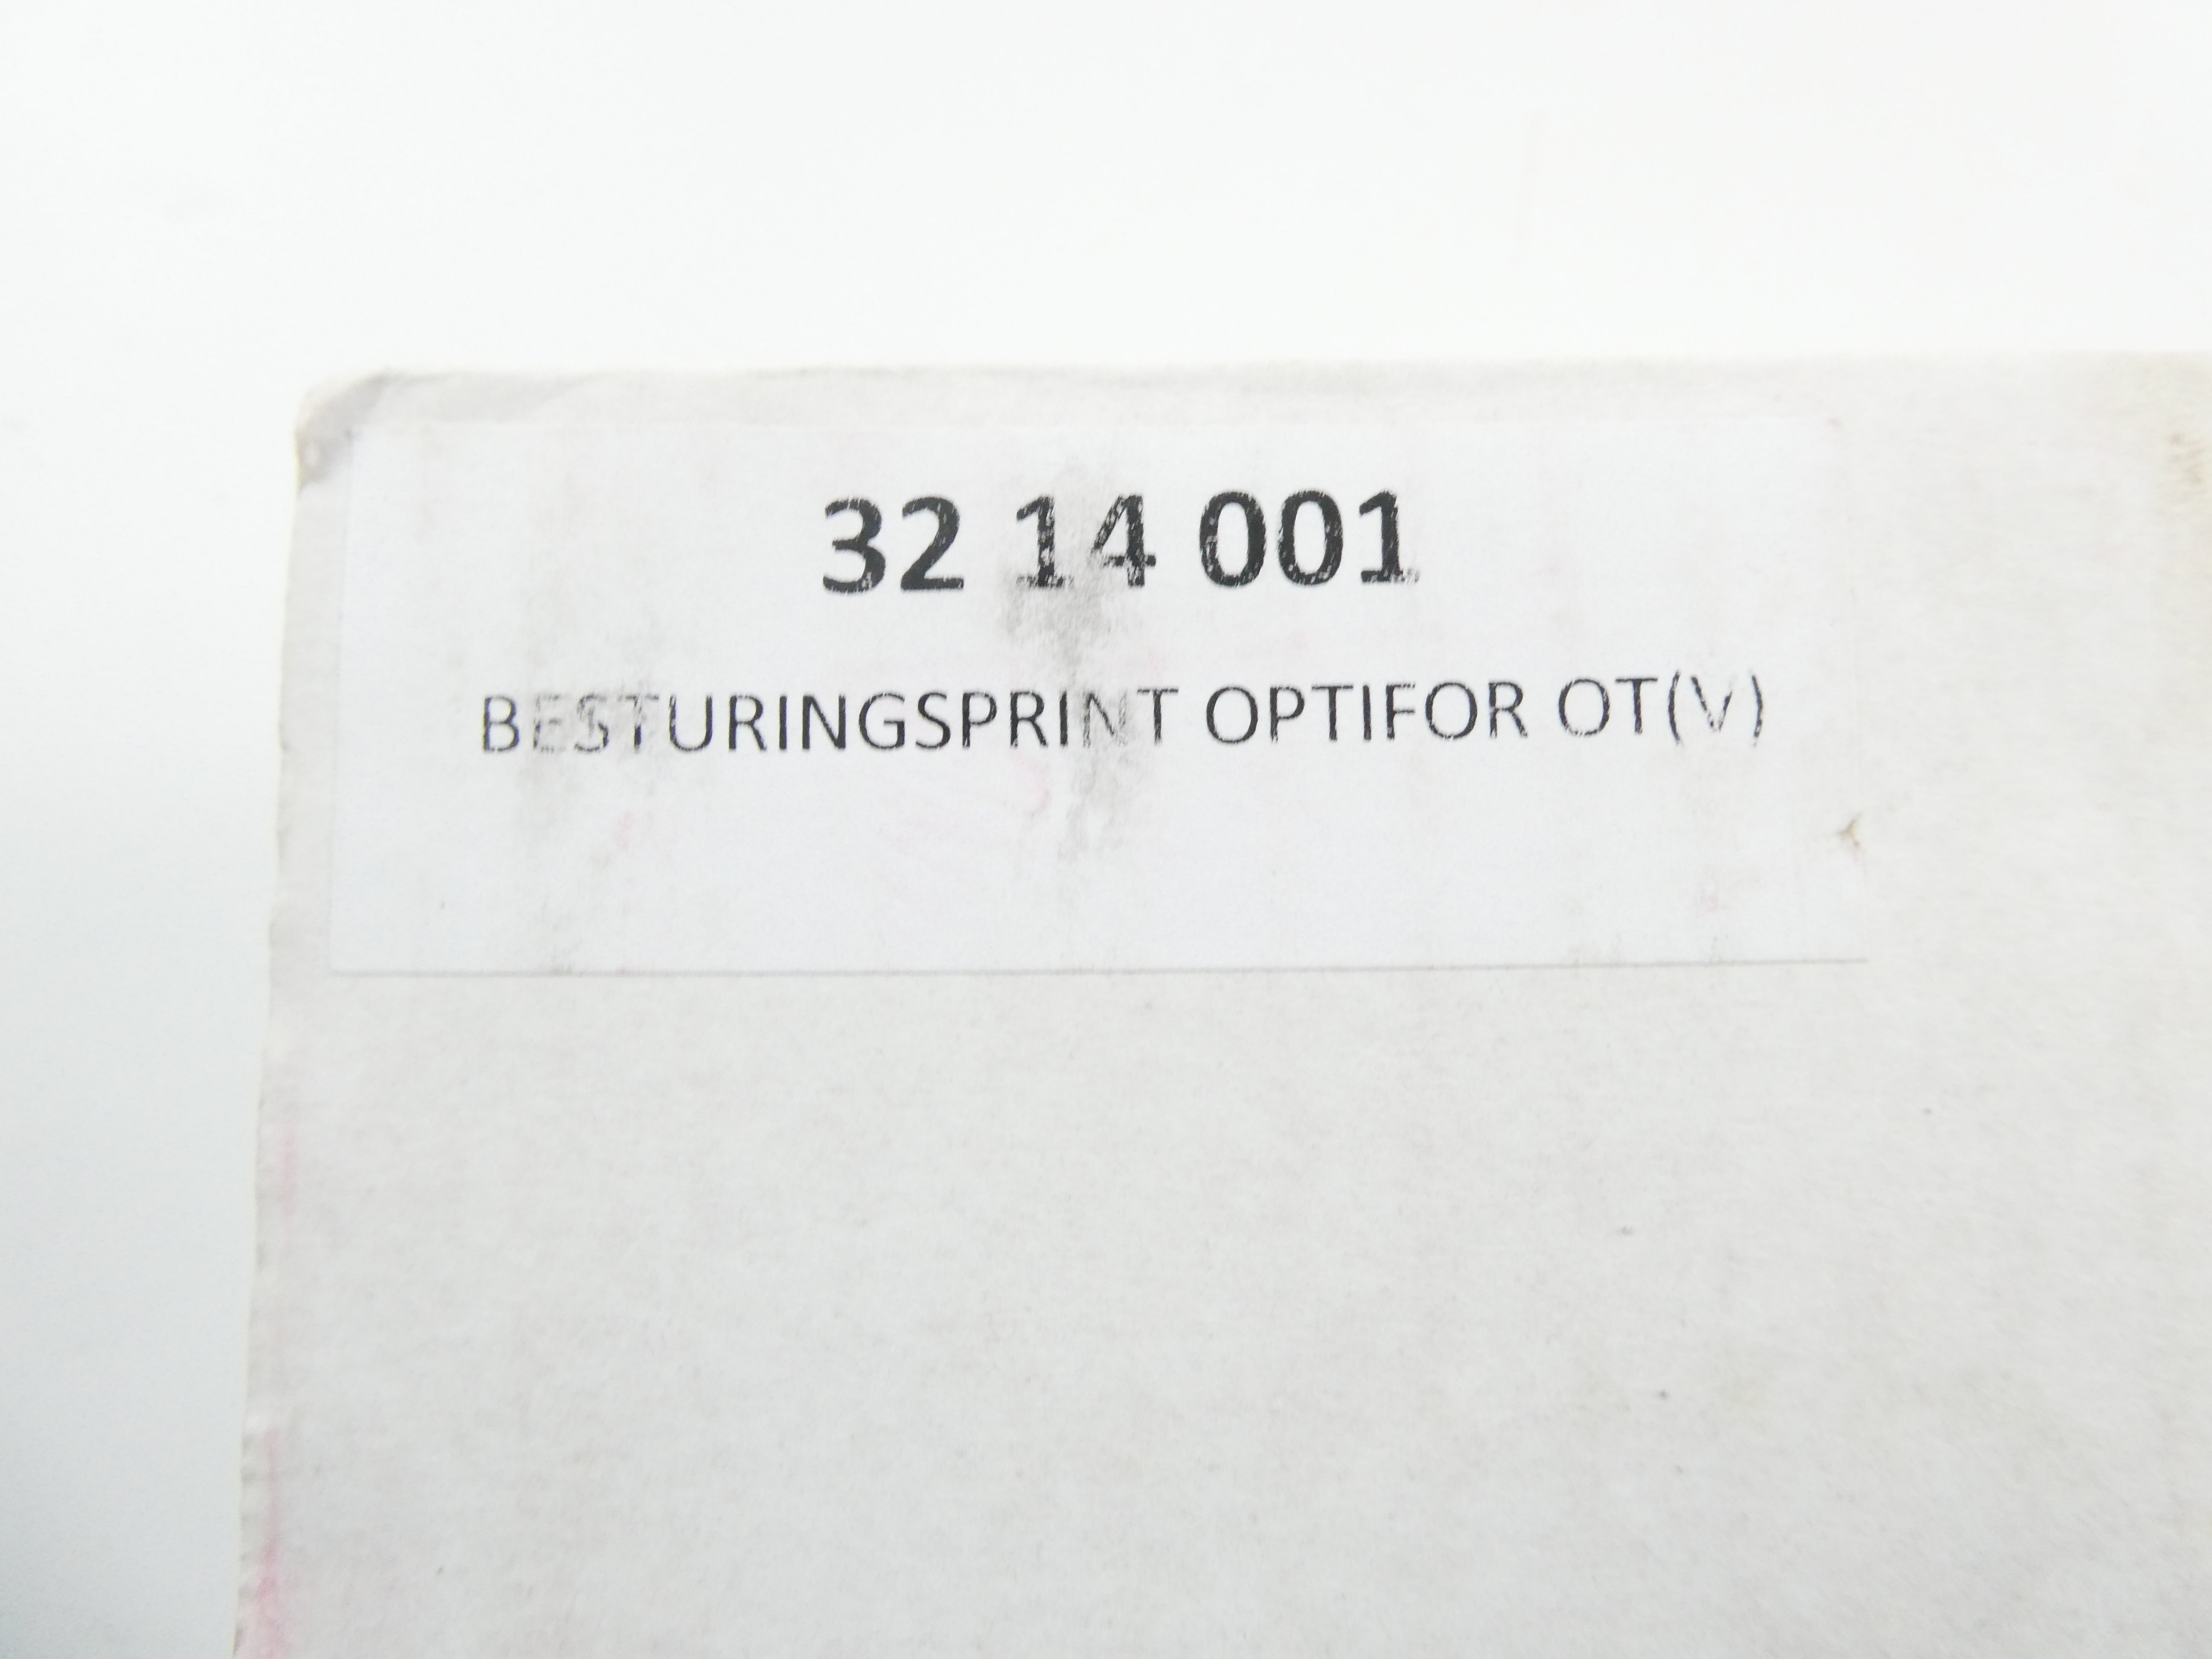 32 14 001
BESTURINGSPRINT OPTIFOR OT(V)